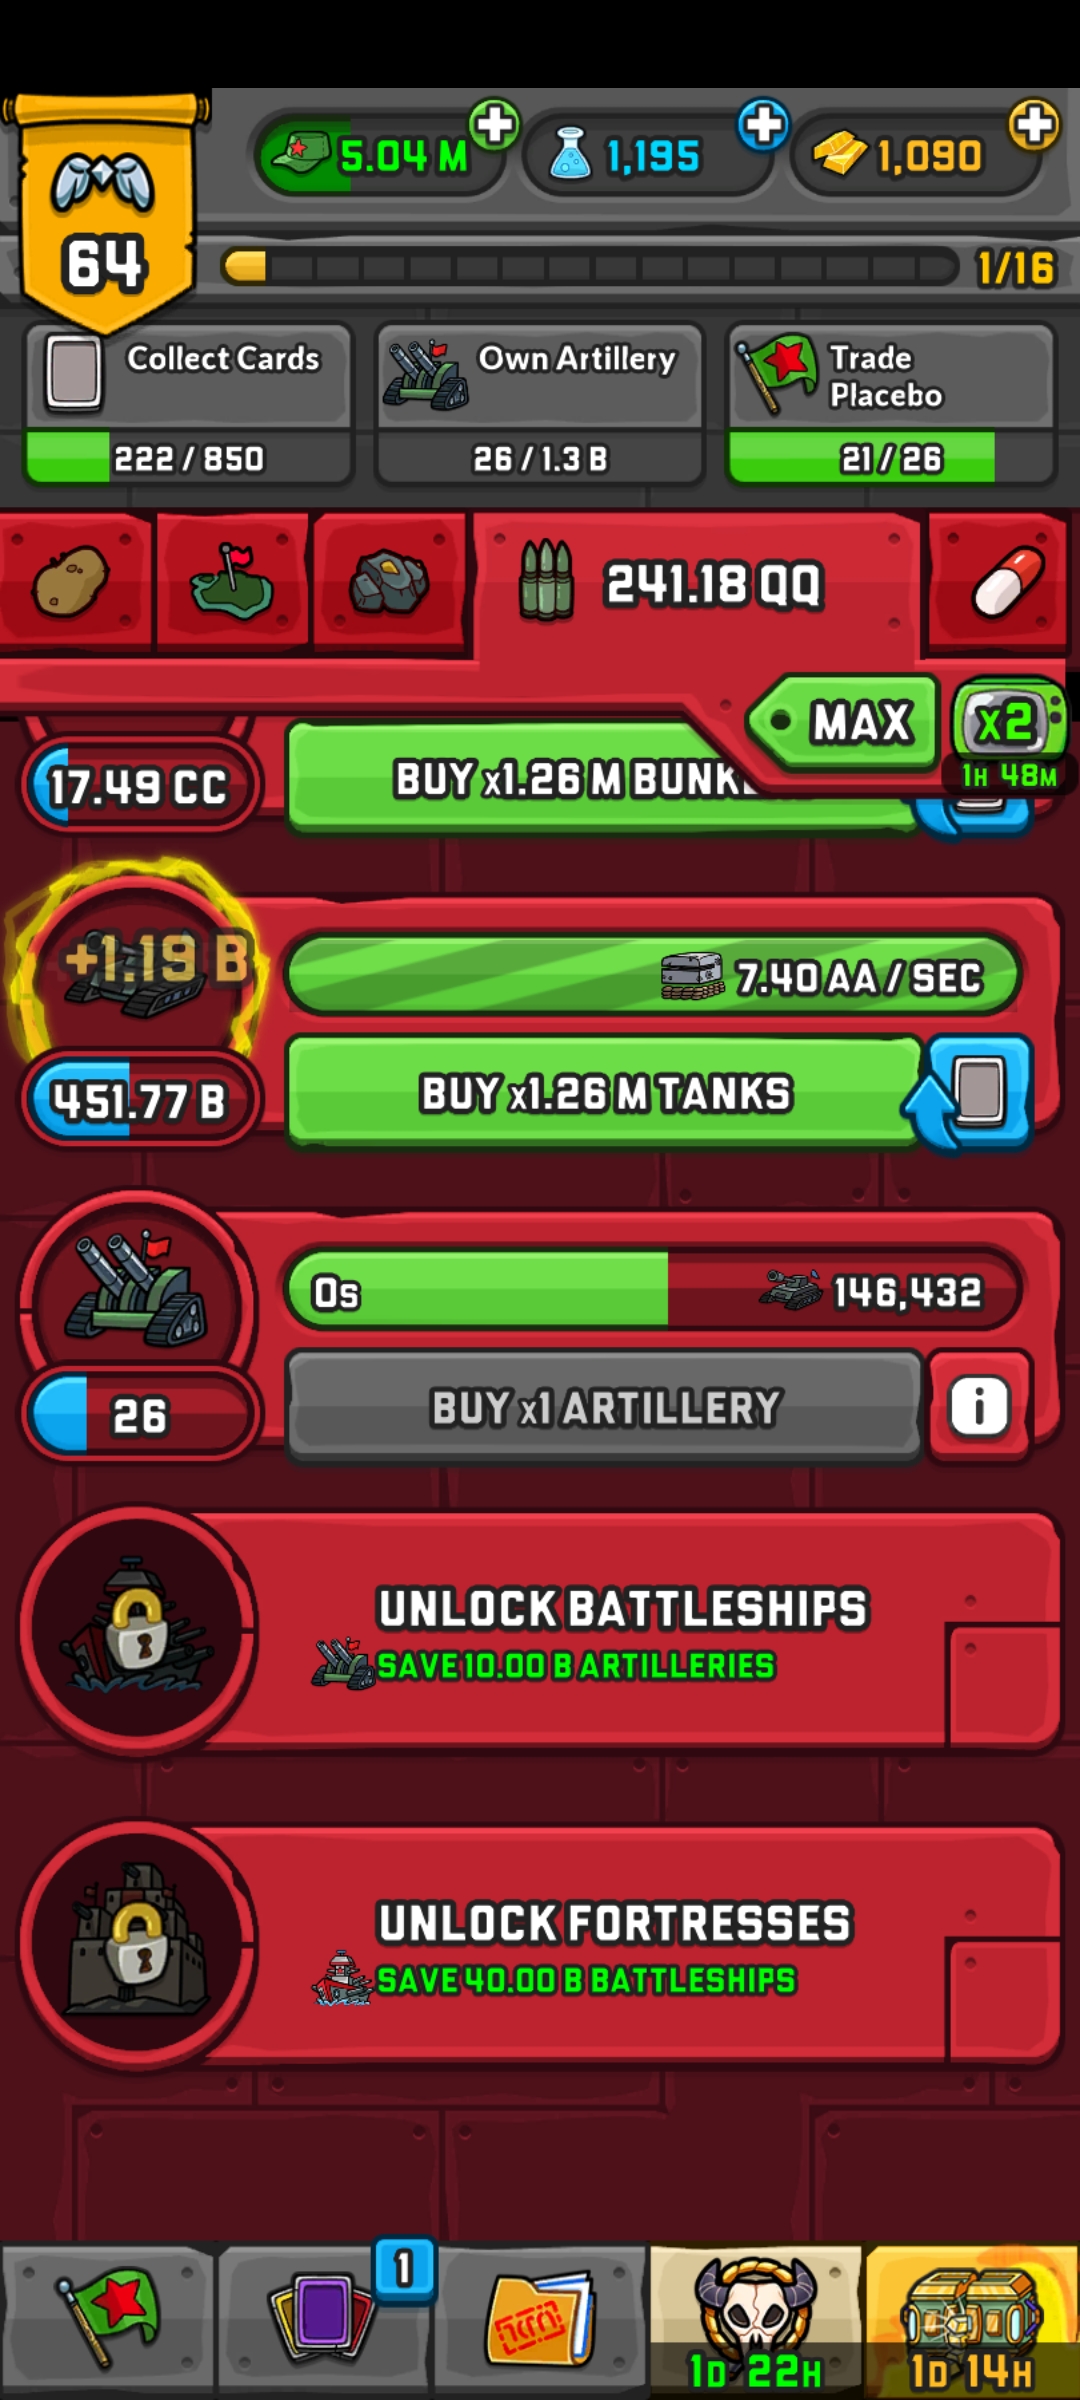 5.04 M
1,195
1,090
64
1/16
Collect Cards
222 / 850
Own Artillery
26 / 1.3 B
Trade
Placebo
21 / 26
241.18 QQ
MAX
x2
1H 48M
17.49 CC
BUY x1.26 M
+1.19 B
7.40 AA / SEC
451.77 B
BUY x1.26 M TANKS
0s
146,432
26
BUY x1 ARTILLERY
i
UNLOCK BATTLESHIPS
SAVE 10.00 B ARTILLERIES
UNLOCK FORTRESSES
SAVE 40.00 B BATTLESHIPS
1
1D 22H
1D 14H